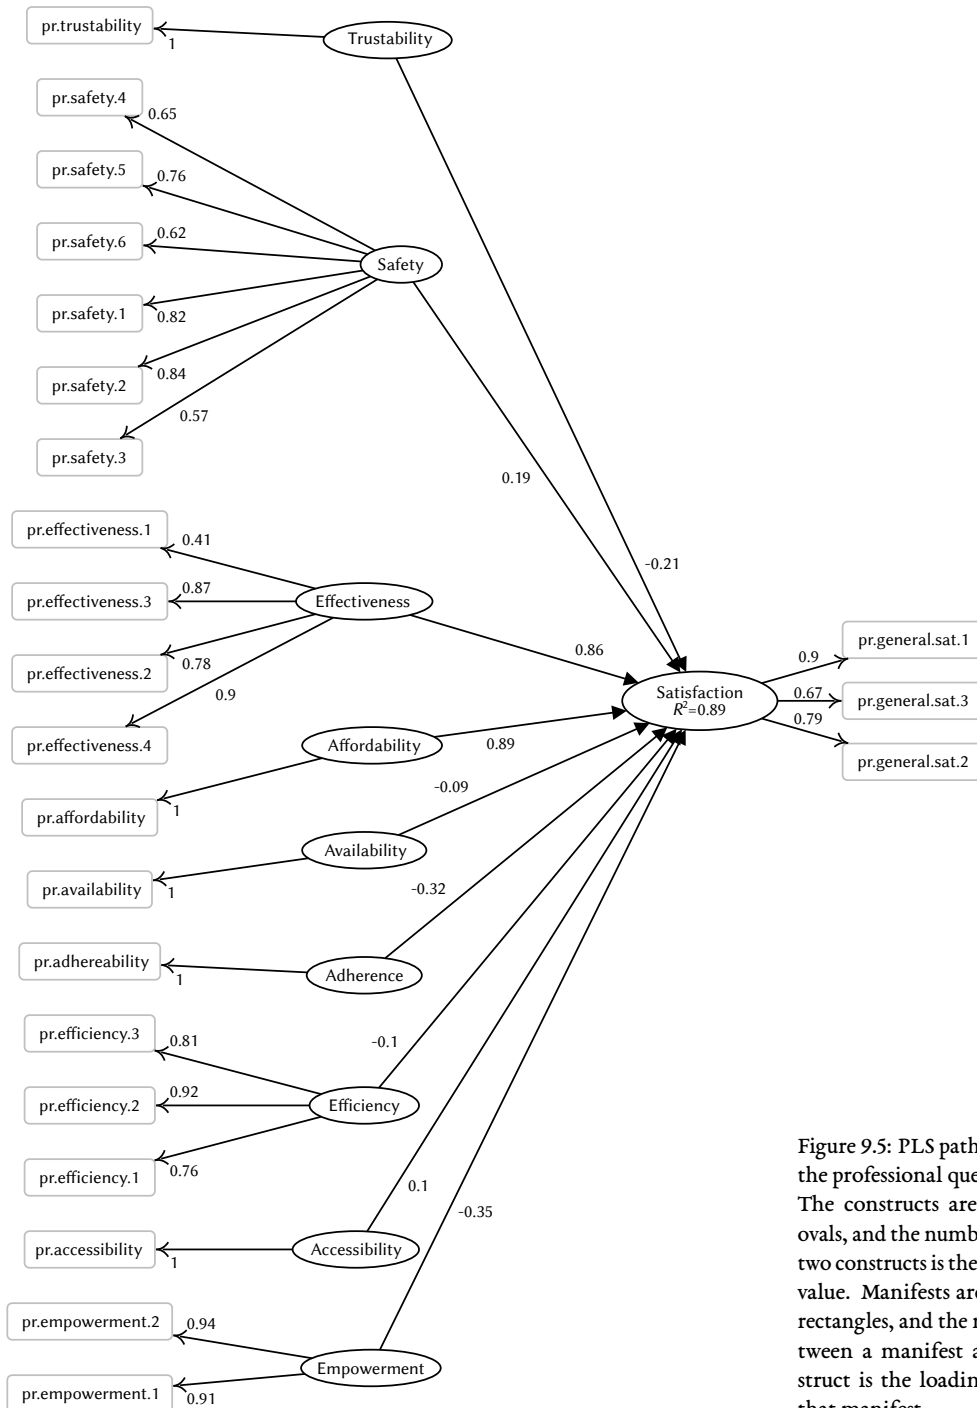 pr.trustability
1
Trustability
pr.safety.4
0.65
pr.safety.5
0.76
pr.safety.6
0.62
Safety
pr.safety.1
0.82
pr.safety.2
0.84
0.57
pr.safety.3
0.19
pr.effectiveness.1
0.41
-0.21
pr.effectiveness.3
0.87
Effectiveness
pr.effectiveness.2
0.78
0.9
pr.effectiveness.4
0.86
Satisfaction
R²=0.89
0.9
pr.general.sat.1
0.67
pr.general.sat.3
0.79
pr.general.sat.2
Affordability
0.89
pr.affordability
1
-0.09
Availability
pr.availability
1
-0.32
pr.adhereability
1
Adherence
pr.efficiency.3
0.81
-0.1
pr.efficiency.2
0.92
Efficiency
pr.efficiency.1
0.76
0.1
-0.35
pr.accessibility
1
Accessibility
pr.empowerment.2
0.94
Empowerment
pr.empowerment.1
0.91
Figure 9.5: PLS path
the professional que
The constructs are
ovals, and the numb
two constructs is the
value. Manifests are
rectangles, and the
tween a manifest a
struct is the loadin
that manifest.